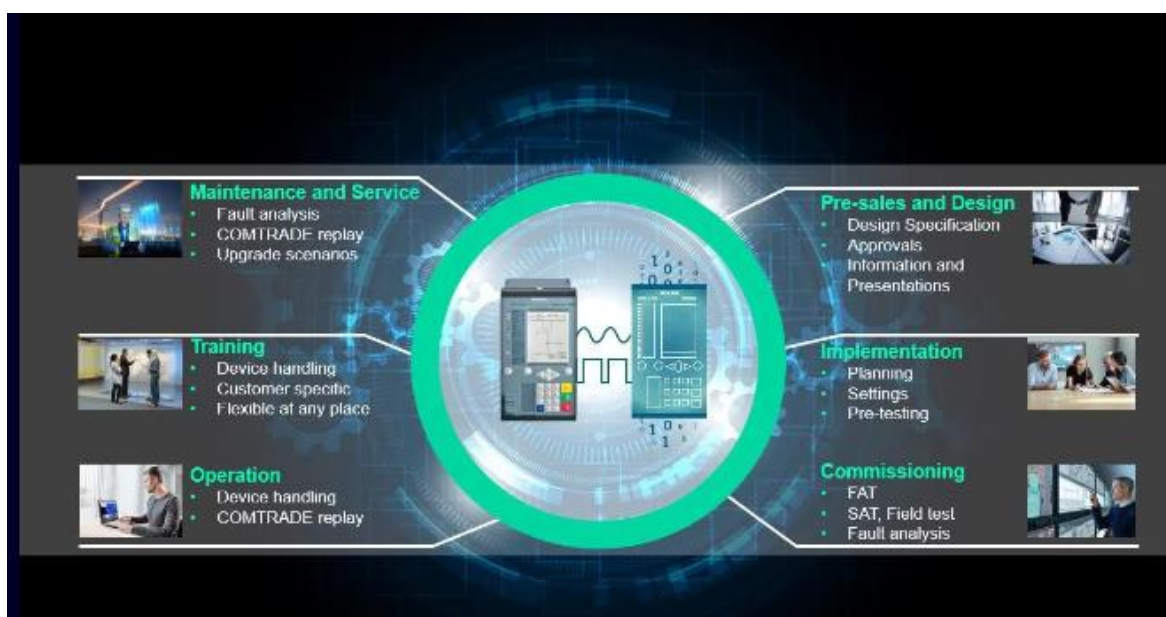 Maintenance and Service
Fault analysis
COMTRADE replay
Upgrade scenarios
Training
Device handling
Customer specific
Flexible at any place
Operation
Device handling
COMTRADE replay
Pre-sales and Design
Design Specification
Approvals
Information and
Presentations
Implementation
Planning
Settings
Pre-testing
Commissioning
FAT
SAT, Field test
Fault analysis